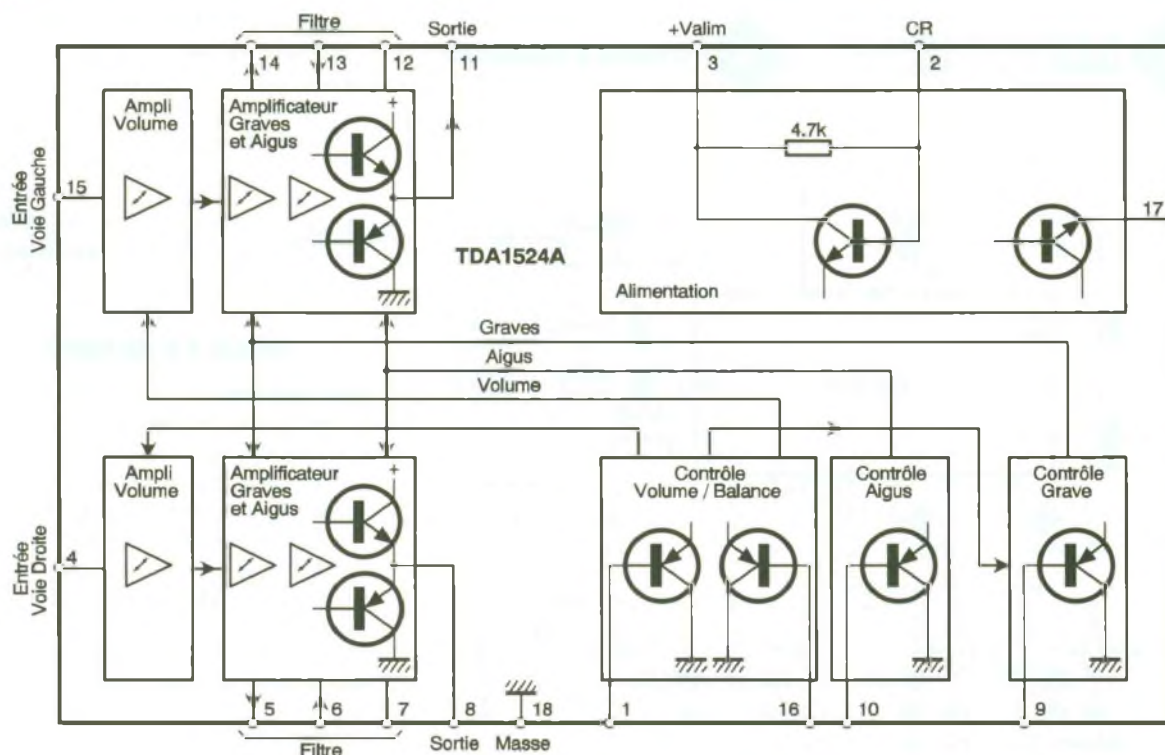 Filtre
Sortie
+Valim
CR
14
13
12
11
3
2
Ampli
Volume
Amplificateur
Graves
et Aigus
+
4.7k
Entrée
Voie Gauche
15
17
TDA1524A
Alimentation
Graves
Aigus
Volume
Ampli
Volume
Amplificateur
Graves
et Aigus
+
Contrôle
Volume / Balance
Contrôle
Aigus
Contrôle
Grave
Entrée
Voie Droite
4
5
6
7
8
18
1
16
10
9
Filtre
Sortie
Masse